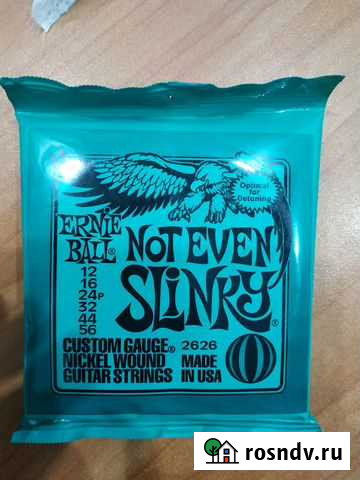 Optimal
for
Detuning
ERNIE
BALL®
NOT EVEN
SLINKY®
12
16
24P
32
44
56
CUSTOM GAUGE® 2626
NICKEL WOUND MADE
GUITAR STRINGS IN USA
rosndv.ru